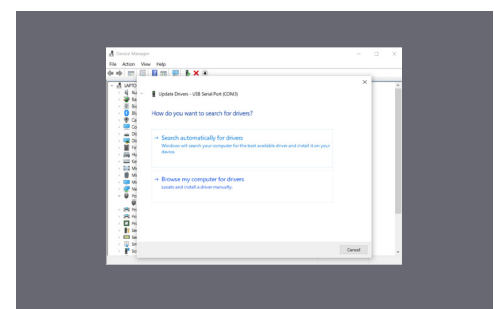 Device Manager
File Action View Help
Update Drivers - USB Serial Port (COM3)
How do you want to search for drivers?
→ Search automatically for drivers
Windows will search your computer for the best available driver and install it on your
device.
→ Browse my computer for drivers
Locate and install a driver manually.
Cancel
LAPTO